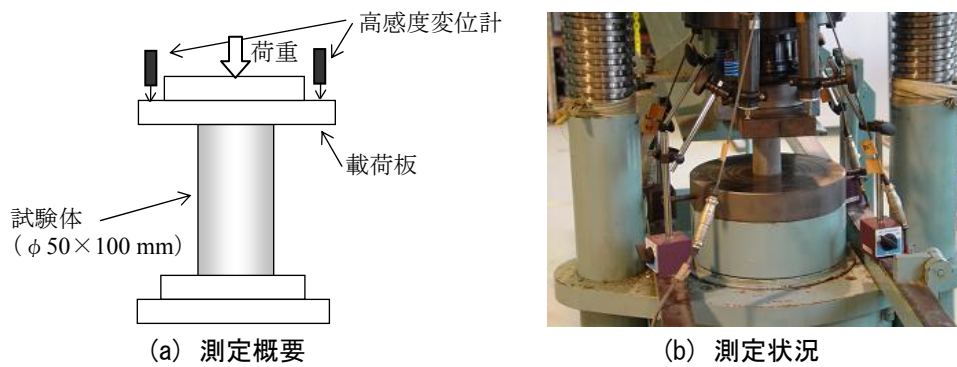 高感度変位計
荷重
載荷板
試験体
（φ50×100 mm）
(a) 測定概要
(b) 測定状況